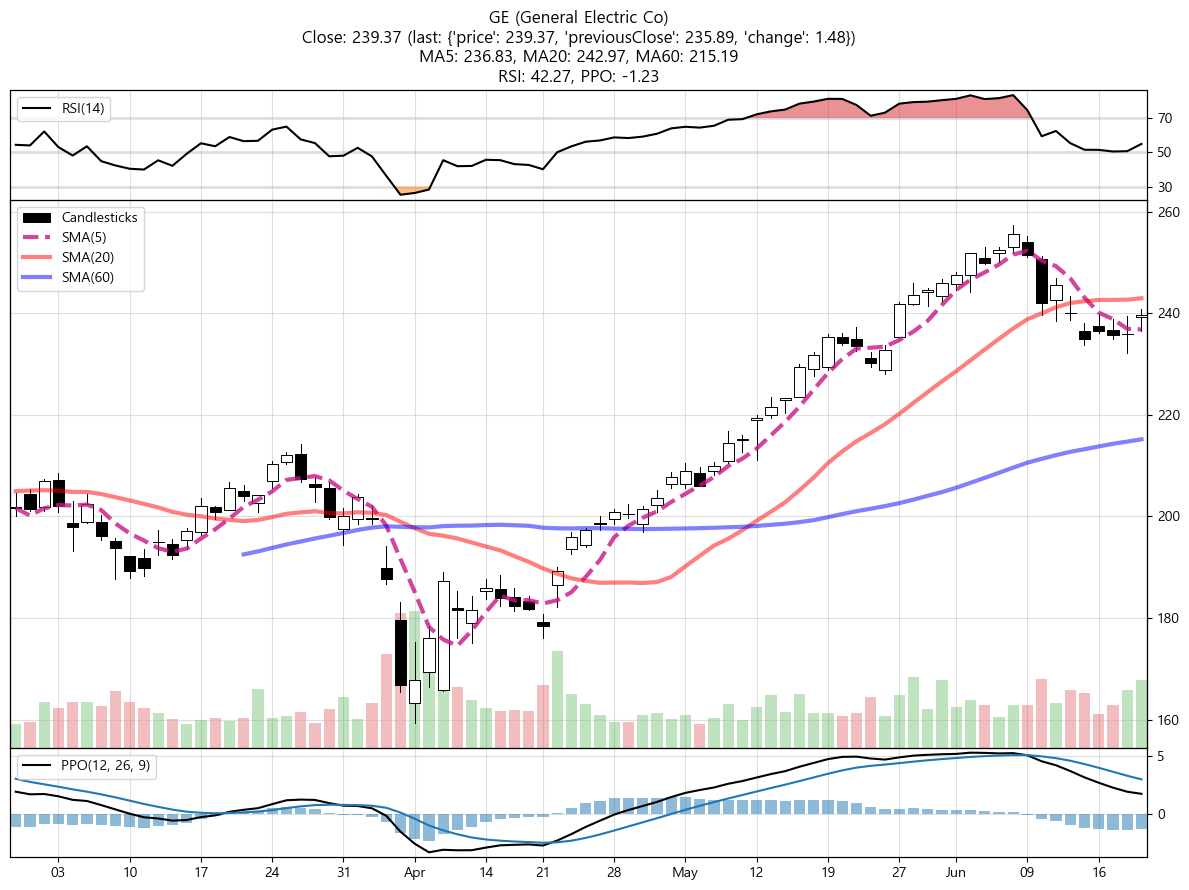 GE (General Electric Co)
Close: 239.37 (last: {'price': 239.37, 'previousClose': 235.89, 'change': 1.48})
MA5: 236.83, MA20: 242.97, MA60: 215.19
RSI: 42.27, PPO: -1.23
RSI(14)
70
50
30
Candlesticks
SMA(5)
SMA(20)
SMA(60)
260
240
220
200
180
160
PPO(12, 26, 9)
5
0
03 10 17 24 31 Apr 14 21 28 May 12 19 27 Jun 09 16